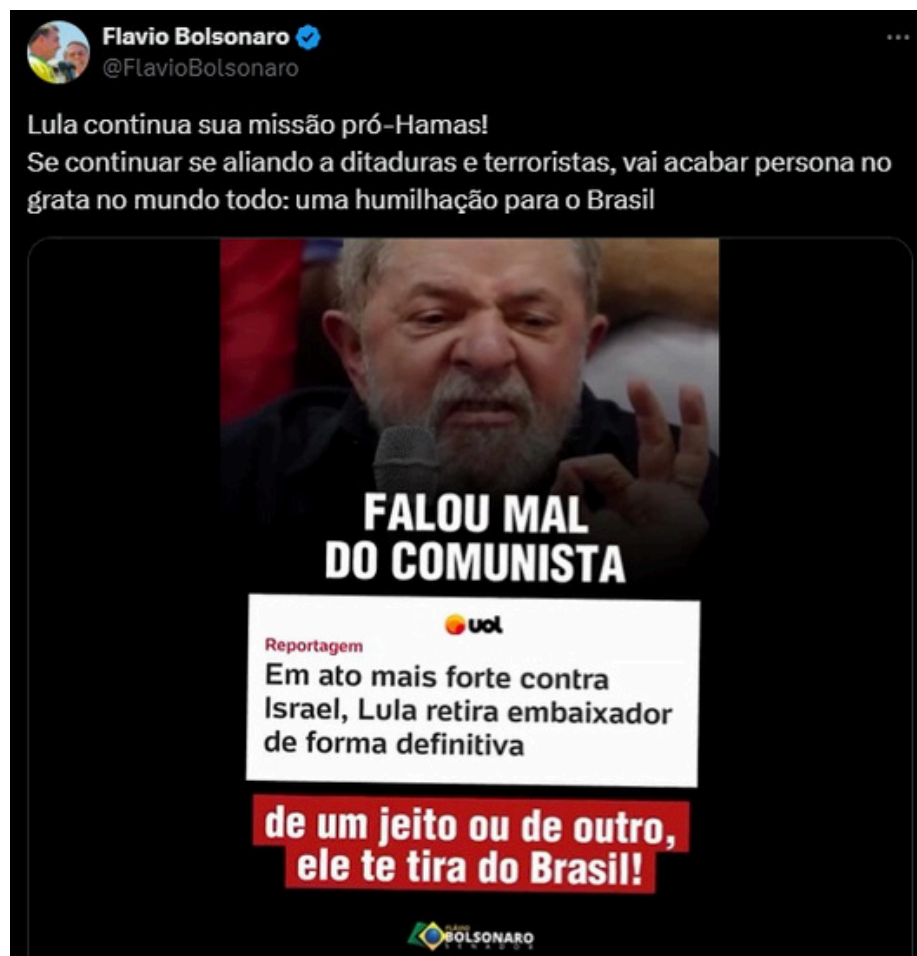 Flavio Bolsonaro
@FlavioBolsonaro
Lula continua sua missão pró-Hamas!
Se continuar se aliando a ditaduras e terroristas, vai acabar persona no
grata no mundo todo: uma humilhação para o Brasil
FALOU MAL
DO COMUNISTA
uol
Reportagem
Em ato mais forte contra
Israel, Lula retira embaixador
de forma definitiva
de um jeito ou de outro,
ele te tira do Brasil!
FLÁVIO
BOLSONARO
SENADOR